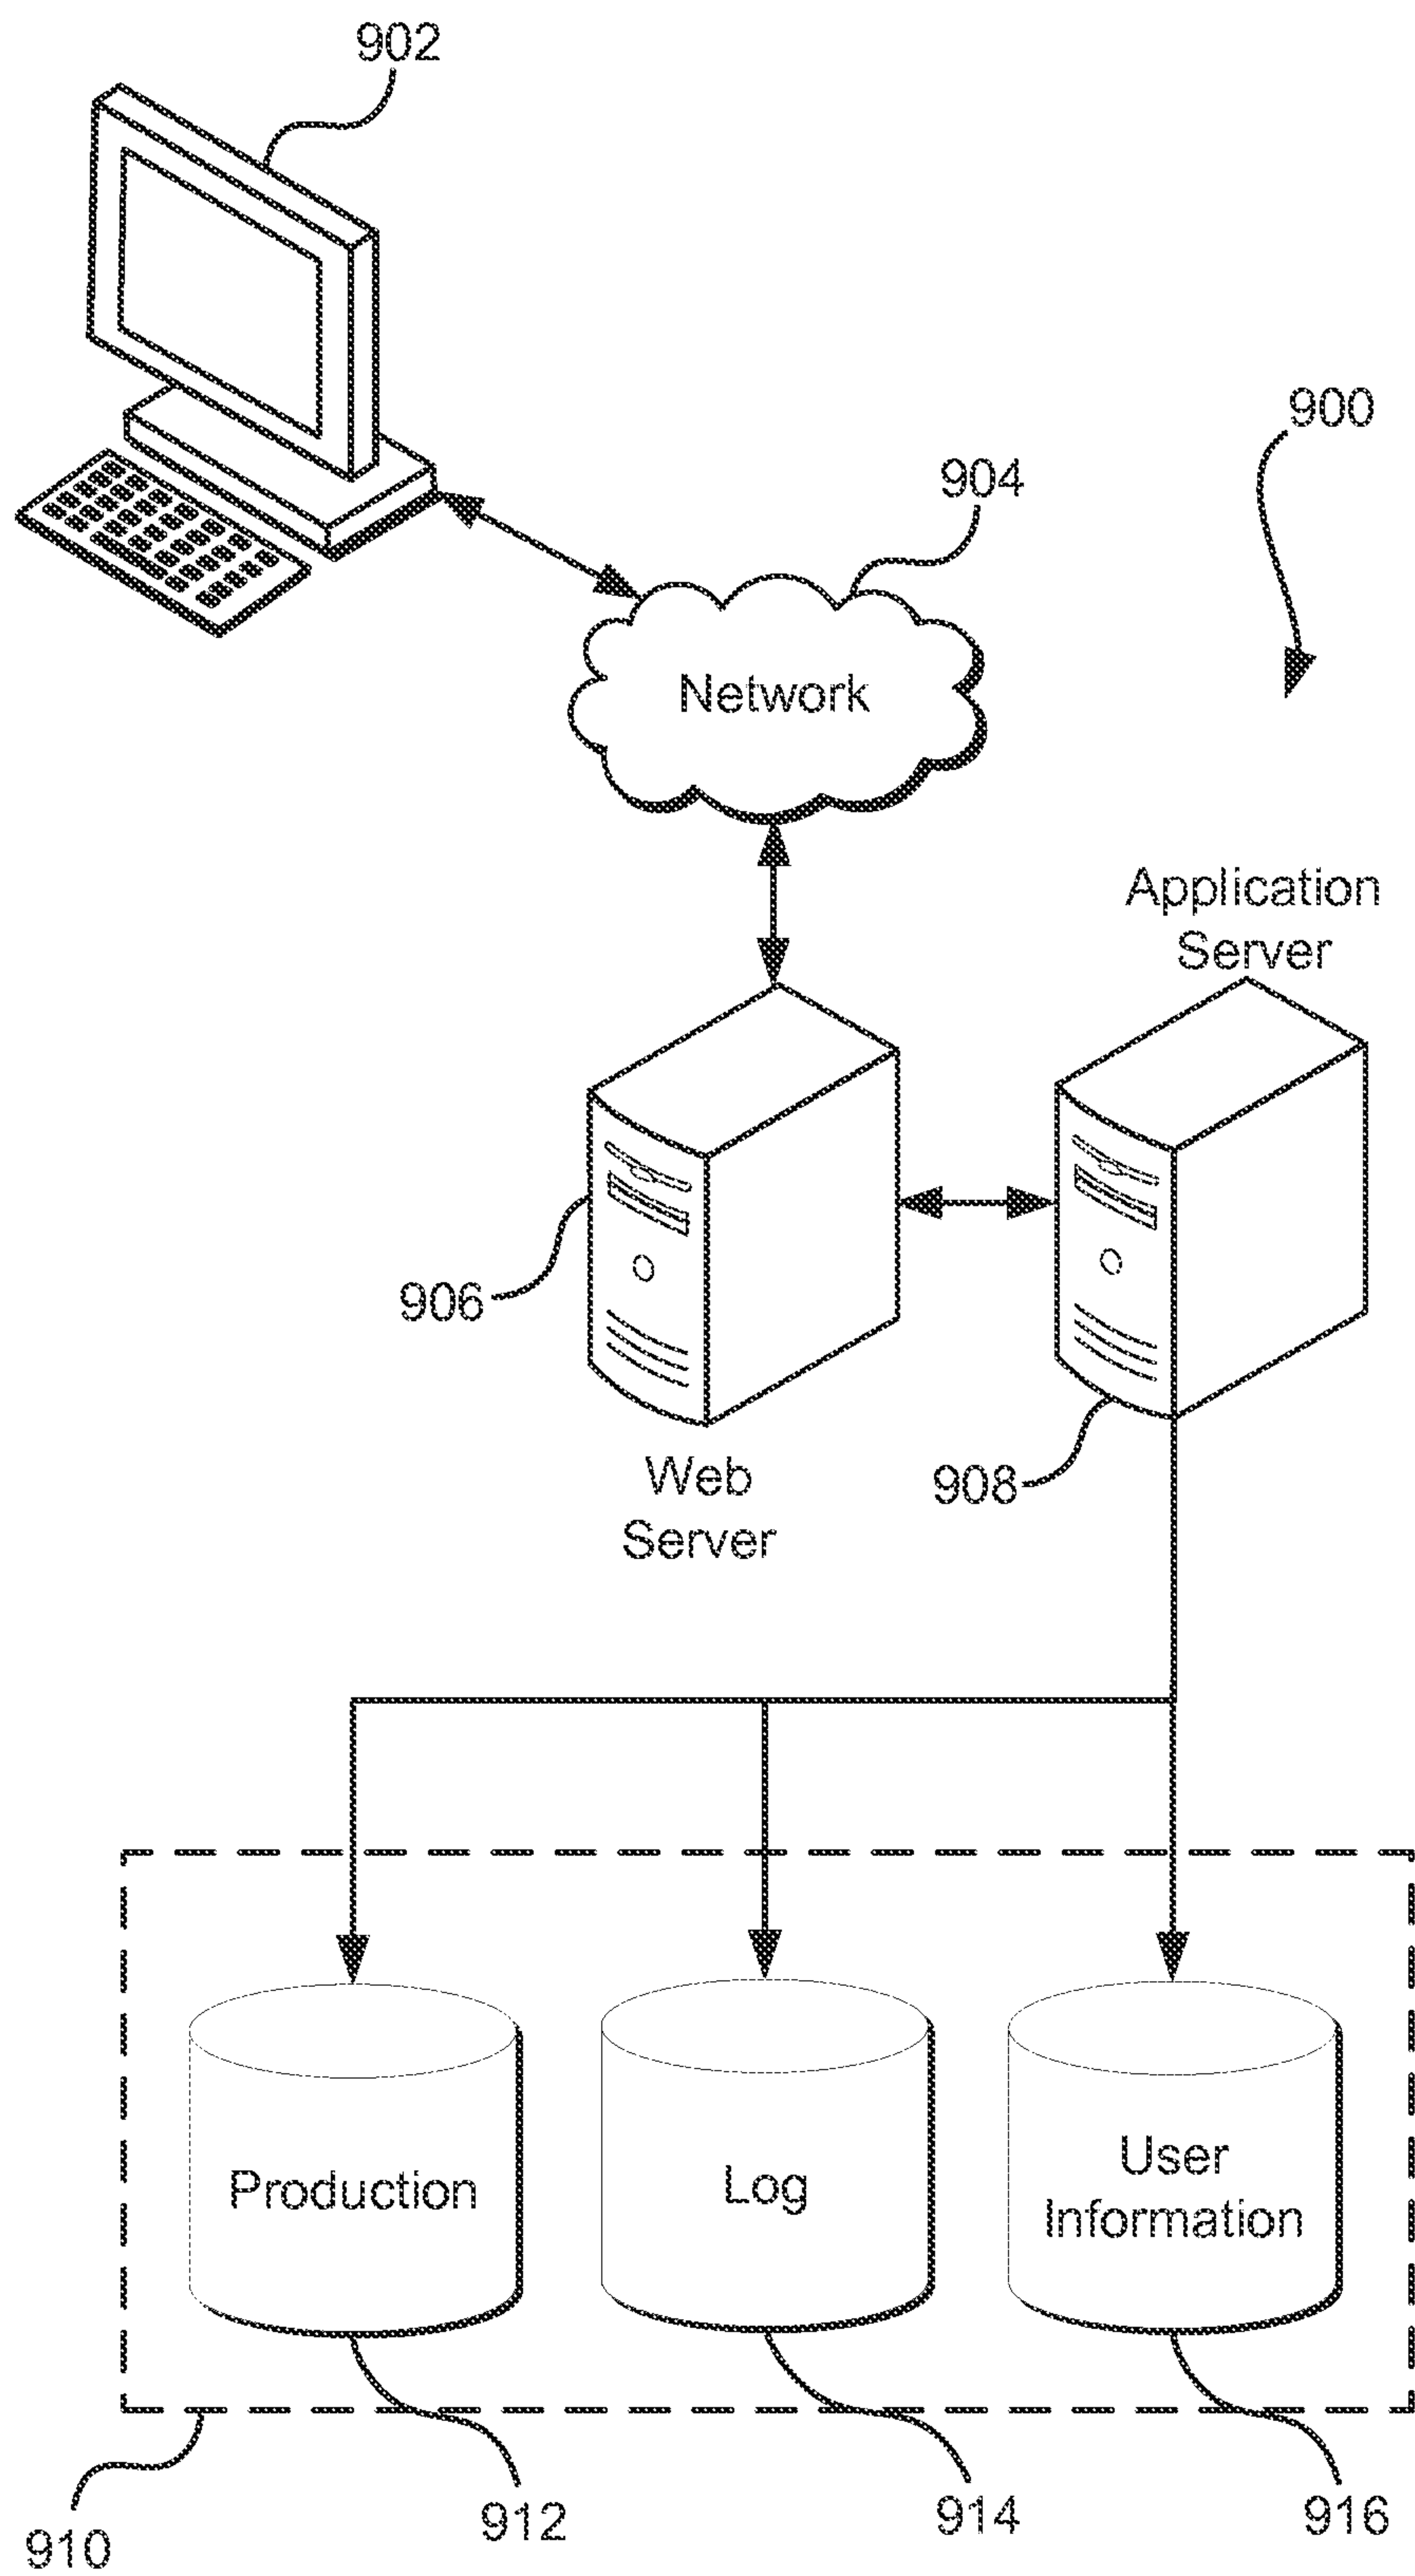 902
900
904
Network
Application
Server
906
908
Web
Server
Production
Log
User
Information
910
912
914
916